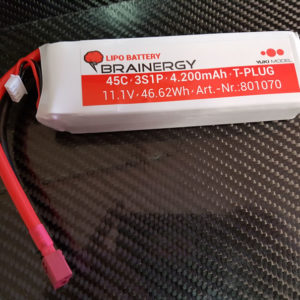 LIPO BATTERY
BRAINERGY
YUKI MODEL
45C · 3S1P · 4.200mAh · T-PLUG
11.1V · 46.62Wh · Art.-Nr.:801070